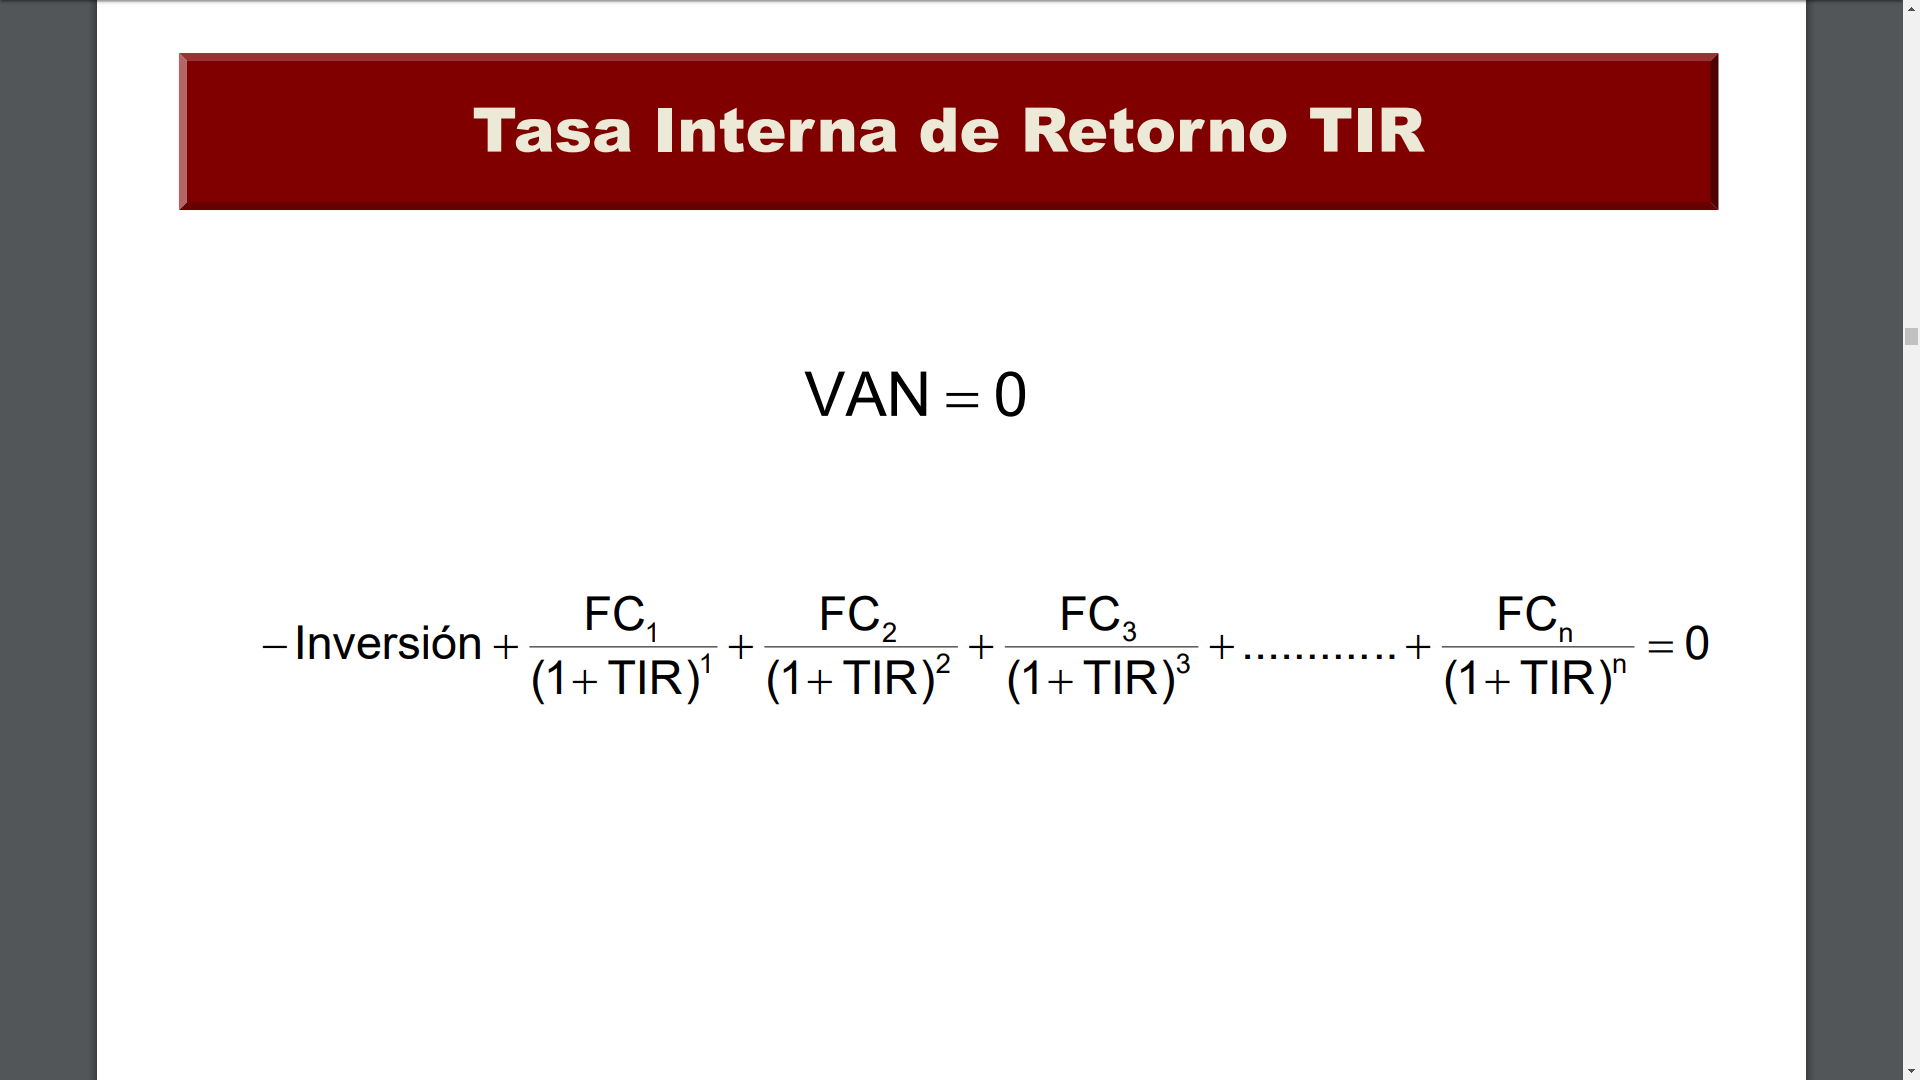 Tasa Interna de Retorno TIR
VAN = 0
− Inversión + FC₁/(1+ TIR)¹ + FC₂/(1+ TIR)² + FC₃/(1+ TIR)³ + ............ + FCₙ/(1+ TIR)ⁿ = 0